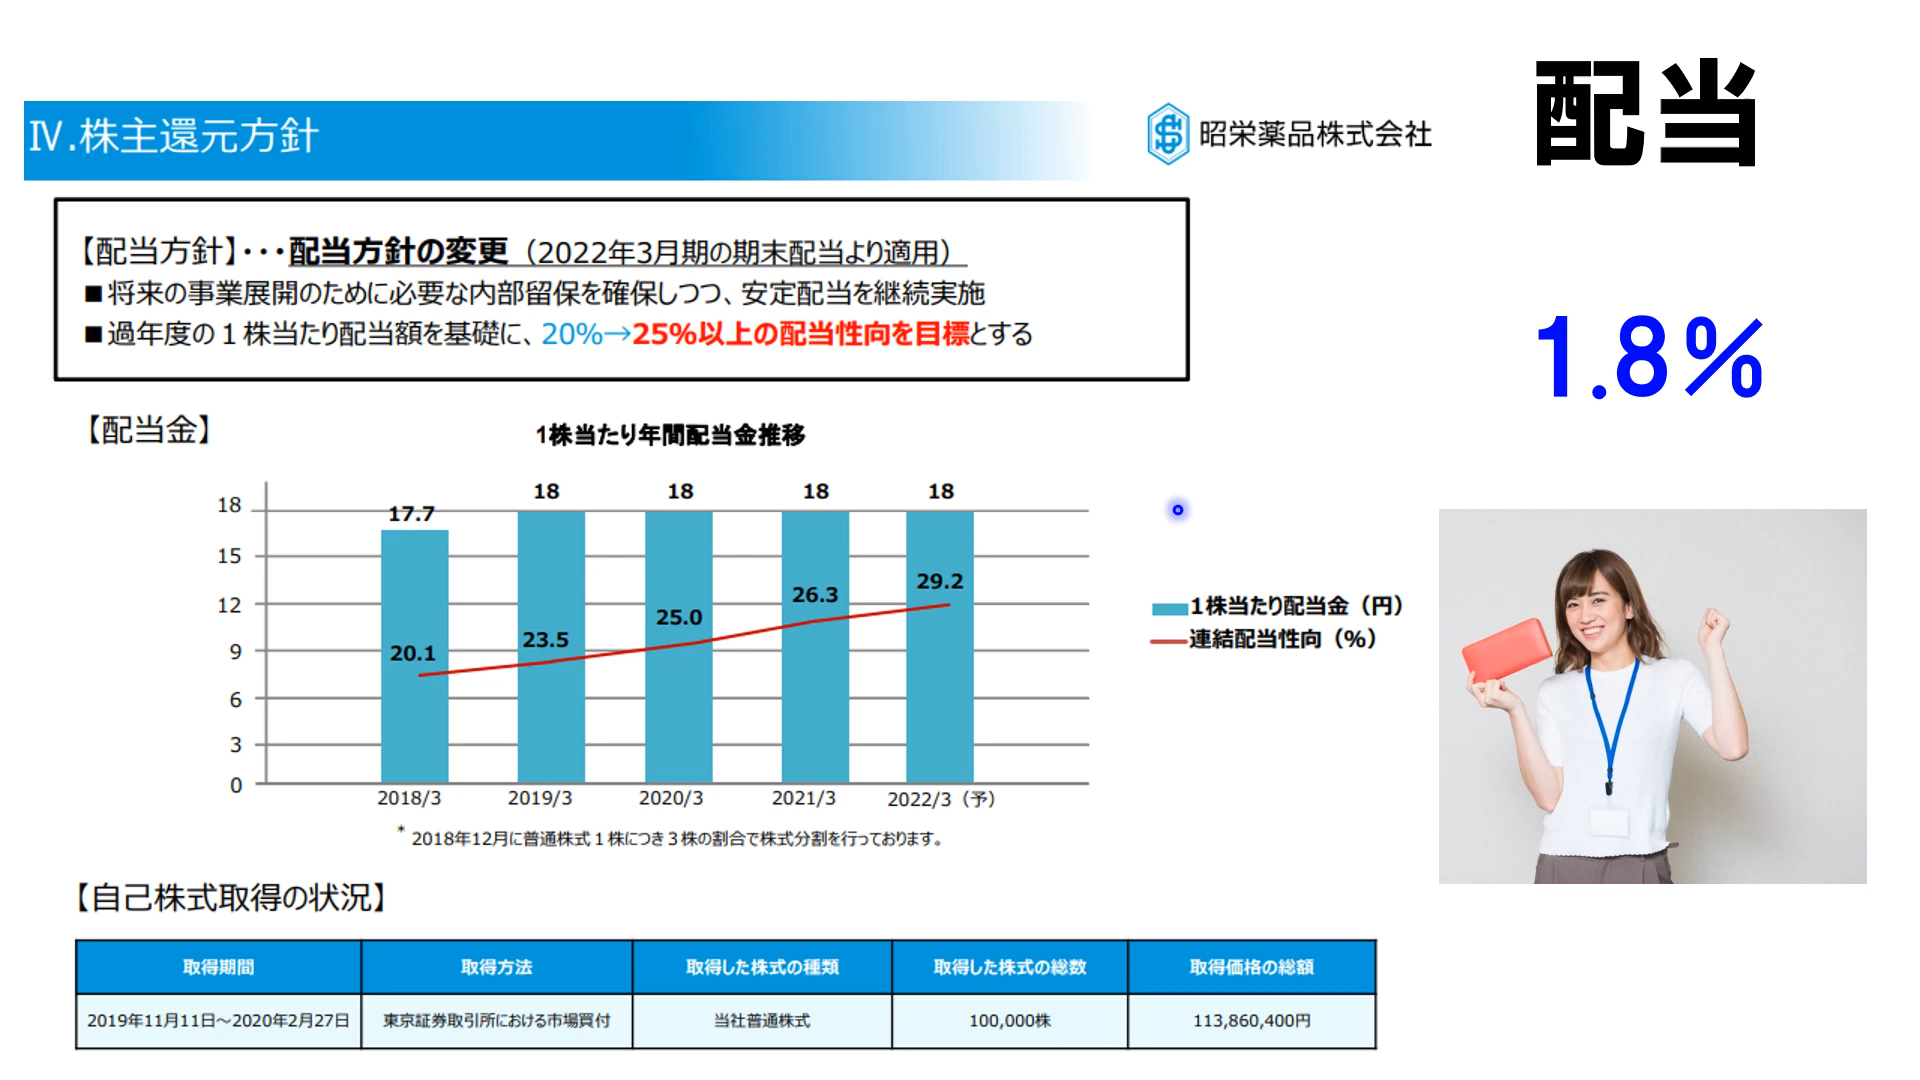 Ⅳ.株主還元方針
昭栄薬品株式会社
配当
【配当方針】･･･配当方針の変更（2022年3月期の期末配当より適用）
■将来の事業展開のために必要な内部留保を確保しつつ、安定配当を継続実施
■過年度の１株当たり配当額を基礎に、20%→25%以上の配当性向を目標とする
1.8%
【配当金】
1株当たり年間配当金推移
18
15
12
9
6
3
0
17.7
18
18
18
18
20.1
23.5
25.0
26.3
29.2
2018/3
2019/3
2020/3
2021/3
2022/3（予）
1株当たり配当金（円）
連結配当性向（%）
* 2018年12月に普通株式１株につき３株の割合で株式分割を行っております。
【自己株式取得の状況】
取得期間 取得方法 取得した株式の種類 取得した株式の総数 取得価格の総額
2019年11月11日～2020年2月27日 東京証券取引所における市場買付 当社普通株式 100,000株 113,860,400円